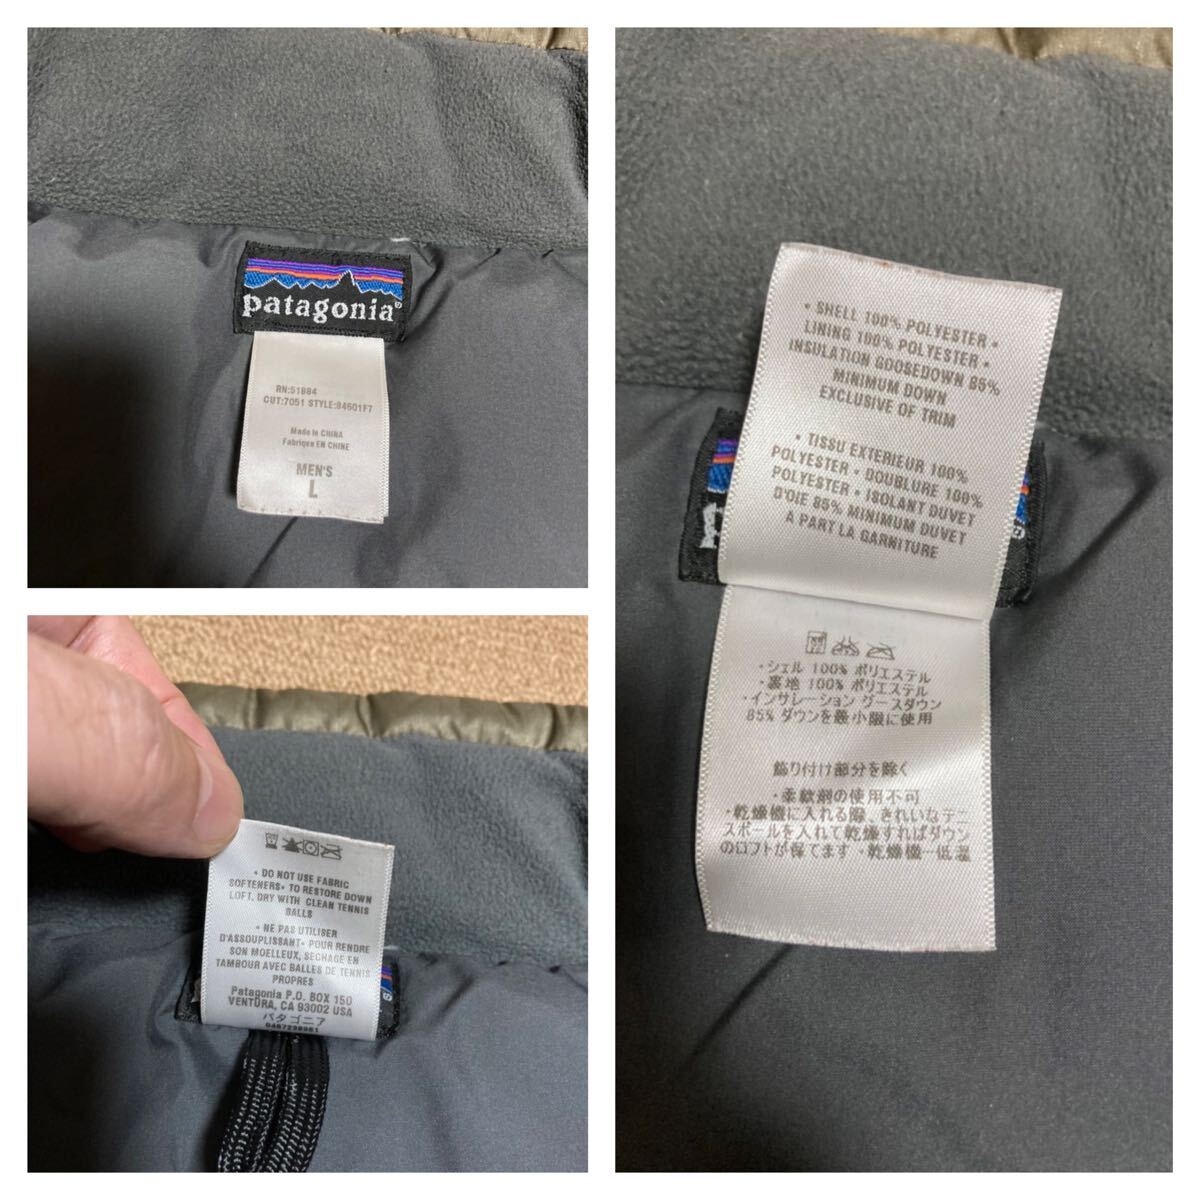 patagonia®
RN:51884
CUT:7051 STYLE:84601F7
Made in CHINA
Fabrique EN CHINE
MEN'S
L
• DO NOT USE FABRIC
SOFTENERS• TO RESTORE DOWN
LOFT, DRY WITH CLEAN TENNIS
BALLS
• NE PAS UTILISER
D'ASSOUPLISSANT• POUR RENDRE
SON MOELLEUX, SECHAGE EN
TAMBOUR AVEC BALLES DE TENNIS
PROPRES
Patagonia P.O. BOX 150
VENTURA, CA 93002 USA
パタゴニア
• SHELL 100% POLYESTER •
LINING 100% POLYESTER •
INSULATION GOOSEDOWN 85%
MINIMUM DOWN
EXCLUSIVE OF TRIM
• TISSU EXTERIEUR 100%
POLYESTER • DOUBLURE 100%
POLYESTER • ISOLANT DUVET
D'OIE 85% MINIMUM DUVET
A PART LA GARNITURE
・シェル 100% ポリエステル
・裏地 100% ポリエステル
・インサレーション グースダウン
85% ダウンを最小限に使用
飾り付け部分を除く
・柔軟剤の使用不可
・乾燥機に入れる際、きれいなテニ
スボールを入れて乾燥すればダウン
のロフトが保てます・乾燥機－低温